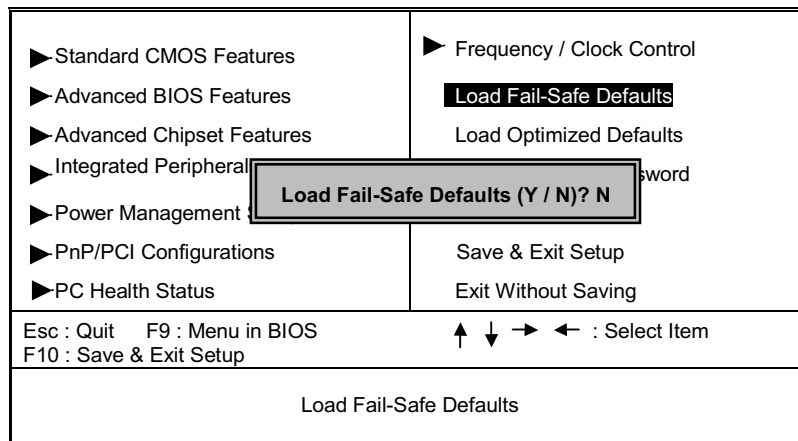 Standard CMOS Features
Advanced BIOS Features
Advanced Chipset Features
Integrated Peripheral
Power Management
PnP/PCI Configurations
PC Health Status
Frequency / Clock Control
Load Fail-Safe Defaults
Load Optimized Defaults
Save & Exit Setup
Exit Without Saving
Load Fail-Safe Defaults (Y / N)? N
Esc : Quit F9 : Menu in BIOS
F10 : Save & Exit Setup
: Select Item
Load Fail-Safe Defaults